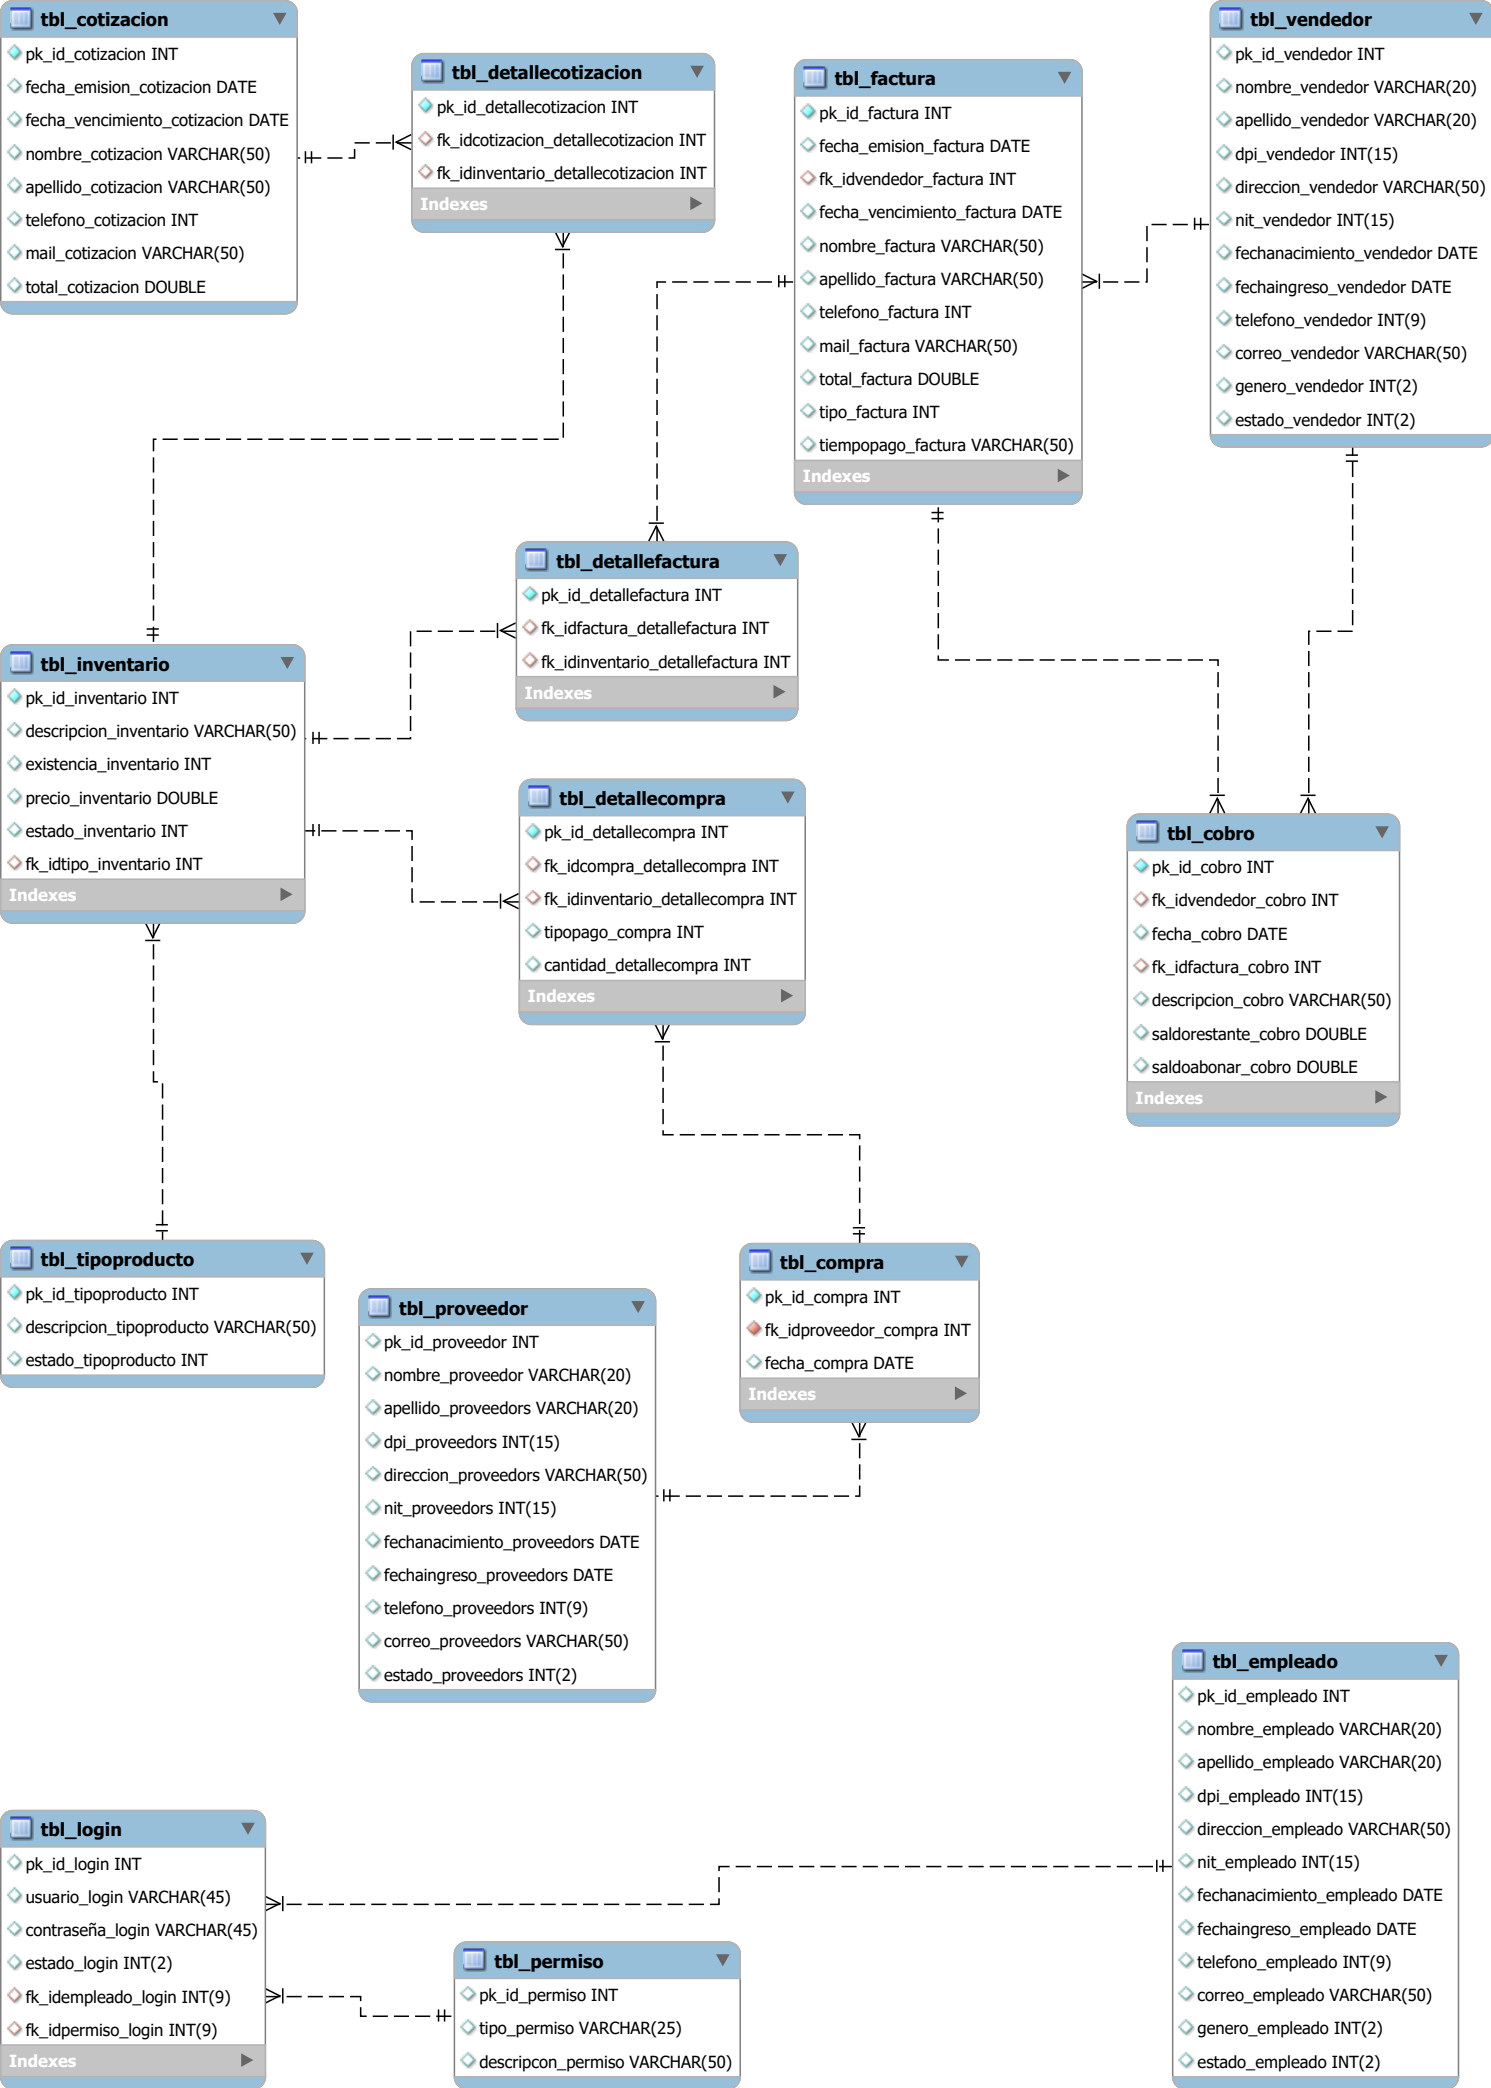 tbl_cotizacion
pk_id_cotizacion INT
fecha_emision_cotizacion DATE
fecha_vencimiento_cotizacion DATE
nombre_cotizacion VARCHAR(50)
apellido_cotizacion VARCHAR(50)
telefono_cotizacion INT
mail_cotizacion VARCHAR(50)
total_cotizacion DOUBLE
tbl_detallecotizacion
pk_id_detallecotizacion INT
fk_idcotizacion_detallecotizacion INT
fk_idinventario_detallecotizacion INT
Indexes
tbl_factura
pk_id_factura INT
fecha_emision_factura DATE
fk_idvendedor_factura INT
fecha_vencimiento_factura DATE
nombre_factura VARCHAR(50)
apellido_factura VARCHAR(50)
telefono_factura INT
mail_factura VARCHAR(50)
total_factura DOUBLE
tipo_factura INT
tiempopago_factura VARCHAR(50)
Indexes
tbl_vendedor
pk_id_vendedor INT
nombre_vendedor VARCHAR(20)
apellido_vendedor VARCHAR(20)
dpi_vendedor INT(15)
direccion_vendedor VARCHAR(50)
nit_vendedor INT(15)
fechanacimiento_vendedor DATE
fechaingreso_vendedor DATE
telefono_vendedor INT(9)
correo_vendedor VARCHAR(50)
genero_vendedor INT(2)
estado_vendedor INT(2)
tbl_detallefactura
pk_id_detallefactura INT
fk_idfactura_detallefactura INT
fk_idinventario_detallefactura INT
Indexes
tbl_inventario
pk_id_inventario INT
descripcion_inventario VARCHAR(50)
existencia_inventario INT
precio_inventario DOUBLE
estado_inventario INT
fk_idtipo_inventario INT
Indexes
tbl_detallecompra
pk_id_detallecompra INT
fk_idcompra_detallecompra INT
fk_idinventario_detallecompra INT
tipopago_compra INT
cantidad_detallecompra INT
Indexes
tbl_cobro
pk_id_cobro INT
fk_idvendedor_cobro INT
fecha_cobro DATE
fk_idfactura_cobro INT
descripcion_cobro VARCHAR(50)
saldorestante_cobro DOUBLE
saldoabonar_cobro DOUBLE
Indexes
tbl_tipoproducto
pk_id_tipoproducto INT
descripcion_tipoproducto VARCHAR(50)
estado_tipoproducto INT
tbl_proveedor
pk_id_proveedor INT
nombre_proveedor VARCHAR(20)
apellido_proveedors VARCHAR(20)
dpi_proveedors INT(15)
direccion_proveedors VARCHAR(50)
nit_proveedors INT(15)
fechanacimiento_proveedors DATE
fechaingreso_proveedors DATE
telefono_proveedors INT(9)
correo_proveedors VARCHAR(50)
estado_proveedors INT(2)
tbl_compra
pk_id_compra INT
fk_idproveedor_compra INT
fecha_compra DATE
Indexes
tbl_empleado
pk_id_empleado INT
nombre_empleado VARCHAR(20)
apellido_empleado VARCHAR(20)
dpi_empleado INT(15)
direccion_empleado VARCHAR(50)
nit_empleado INT(15)
fechanacimiento_empleado DATE
fechaingreso_empleado DATE
telefono_empleado INT(9)
correo_empleado VARCHAR(50)
genero_empleado INT(2)
estado_empleado INT(2)
tbl_login
pk_id_login INT
usuario_login VARCHAR(45)
contraseña_login VARCHAR(45)
estado_login INT(2)
fk_idempleado_login INT(9)
fk_idpermiso_login INT(9)
Indexes
tbl_permiso
pk_id_permiso INT
tipo_permiso VARCHAR(25)
descripcon_permiso VARCHAR(50)